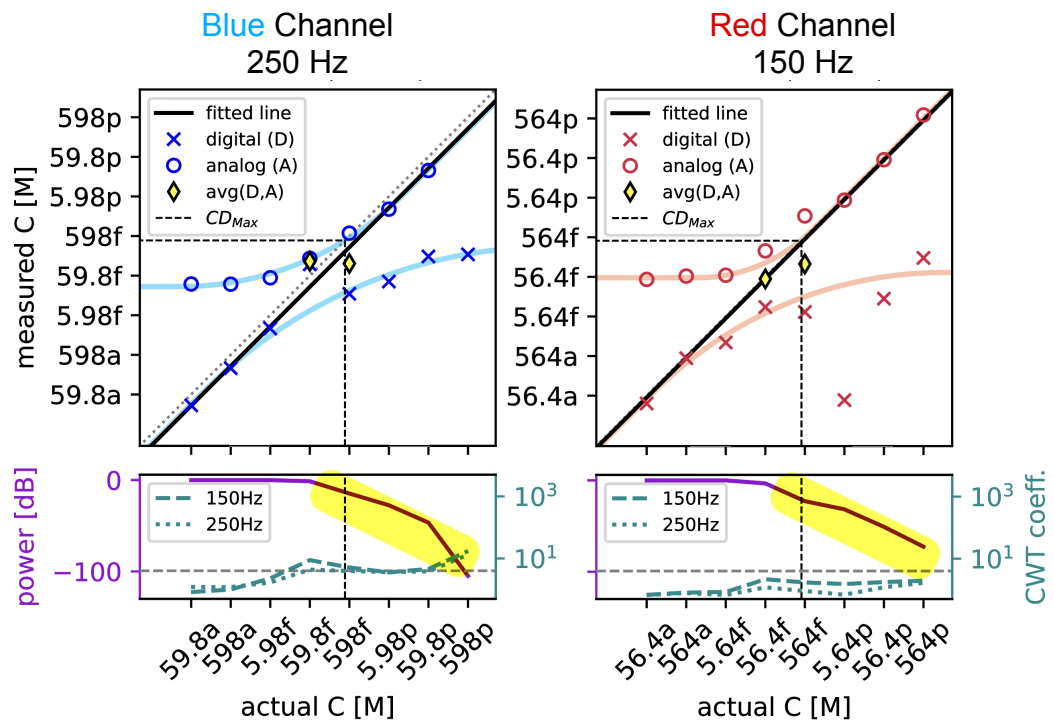 Blue Channel
250 Hz
Red Channel
150 Hz
measured C [M]
598p
59.8p
5.98p
598f
59.8f
5.98f
598a
59.8a
fitted line
digital (D)
analog (A)
avg(D,A)
CD_Max
564p
56.4p
5.64p
564f
56.4f
5.64f
564a
56.4a
fitted line
digital (D)
analog (A)
avg(D,A)
CD_Max
power [dB]
0
−100
150Hz
250Hz
10³
10¹
150Hz
250Hz
10³
10¹
CWT coeff.
59.8a
598a
5.98f
59.8f
598f
5.98p
59.8p
598p
actual C [M]
56.4a
564a
5.64f
56.4f
564f
5.64p
56.4p
564p
actual C [M]